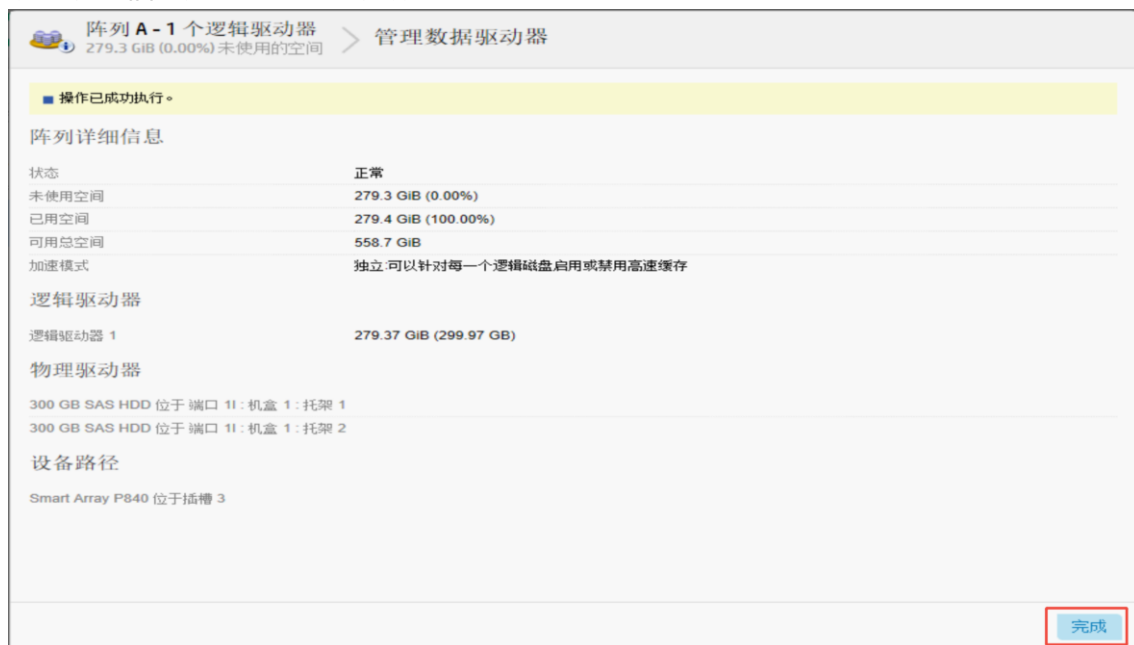 阵列 A - 1 个逻辑驱动器
279.3 GiB (0.00%) 未使用的空间
管理数据驱动器
操作已成功执行。
阵列详细信息
状态 正常
未使用空间 279.3 GiB (0.00%)
已用空间 279.4 GiB (100.00%)
可用总空间 558.7 GiB
加速模式 独立:可以针对每一个逻辑磁盘启用或禁用高速缓存
逻辑驱动器
逻辑驱动器 1 279.37 GiB (299.97 GB)
物理驱动器
300 GB SAS HDD 位于 端口 1I : 机盒 1 : 托架 1
300 GB SAS HDD 位于 端口 1I : 机盒 1 : 托架 2
设备路径
Smart Array P840 位于插槽 3
完成